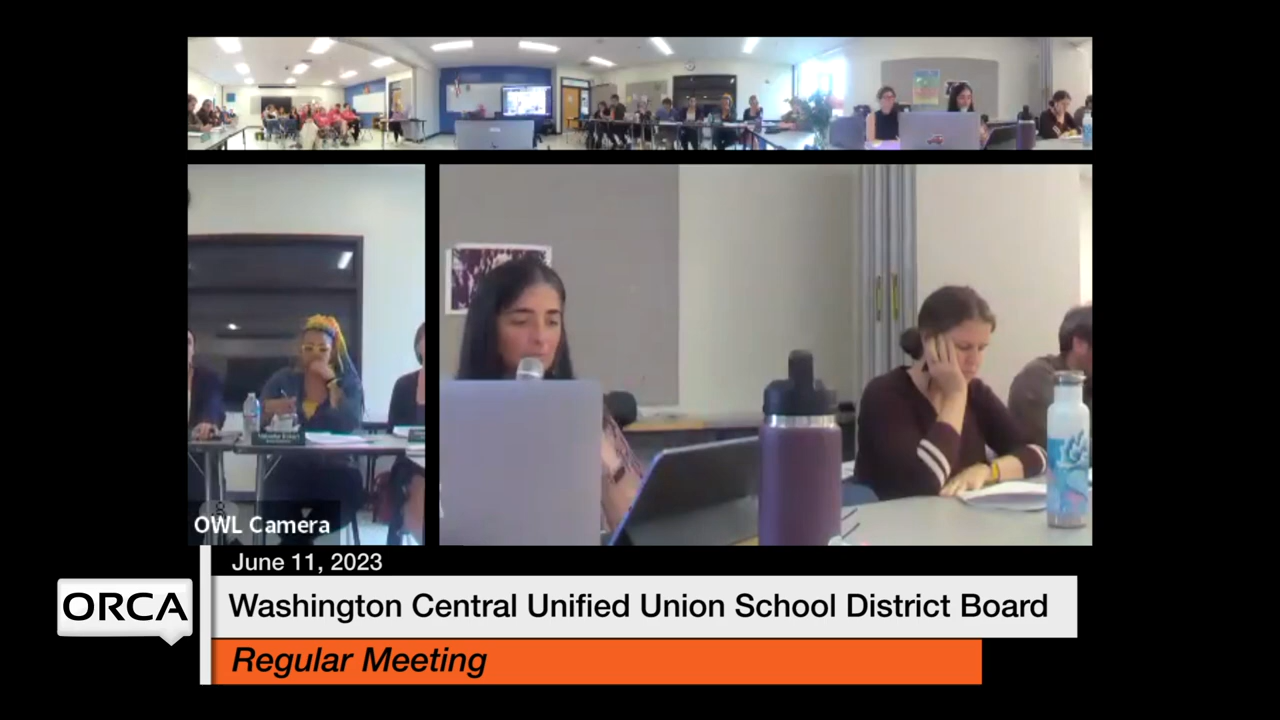 OWL Camera
June 11, 2023
ORCA
Washington Central Unified Union School District Board
Regular Meeting